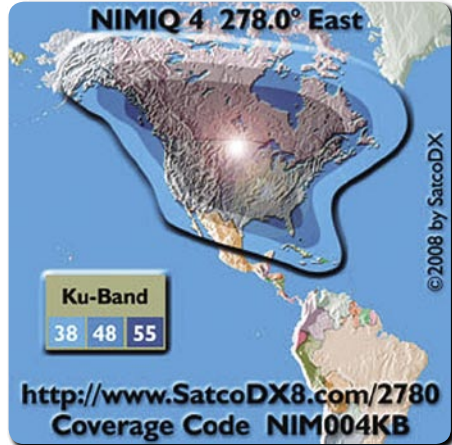 NIMIQ 4 278.0° East
©2008 by SatcoDX
Ku-Band
38 48 55
http://www.SatcoDX8.com/2780
Coverage Code NIM004KB